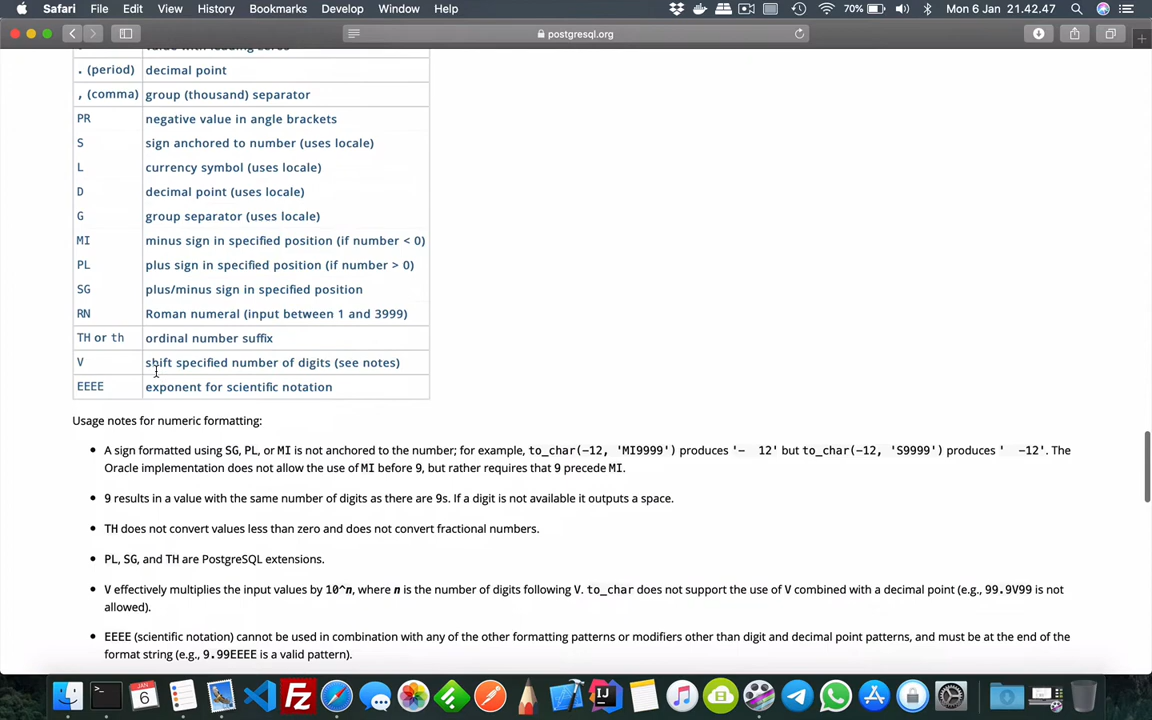 Safari File Edit View History Bookmarks Develop Window Help 70% Mon 6 Jan 21.42.47
postgresql.org
value with leading zeros
. (period) decimal point
, (comma) group (thousand) separator
PR negative value in angle brackets
S sign anchored to number (uses locale)
L currency symbol (uses locale)
D decimal point (uses locale)
G group separator (uses locale)
MI minus sign in specified position (if number < 0)
PL plus sign in specified position (if number > 0)
SG plus/minus sign in specified position
RN Roman numeral (input between 1 and 3999)
TH or th ordinal number suffix
V shift specified number of digits (see notes)
EEEE exponent for scientific notation
Usage notes for numeric formatting:
• A sign formatted using SG, PL, or MI is not anchored to the number; for example, to_char(-12, 'MI9999') produces '-  12' but to_char(-12, 'S9999') produces '  -12'. The
Oracle implementation does not allow the use of MI before 9, but rather requires that 9 precede MI.
• 9 results in a value with the same number of digits as there are 9s. If a digit is not available it outputs a space.
• TH does not convert values less than zero and does not convert fractional numbers.
• PL, SG, and TH are PostgreSQL extensions.
• V effectively multiplies the input values by 10^n, where n is the number of digits following V. to_char does not support the use of V combined with a decimal point (e.g., 99.9V99 is not
allowed).
• EEEE (scientific notation) cannot be used in combination with any of the other formatting patterns or modifiers other than digit and decimal point patterns, and must be at the end of the
format string (e.g., 9.99EEEE is a valid pattern).
JAN
6
IJ